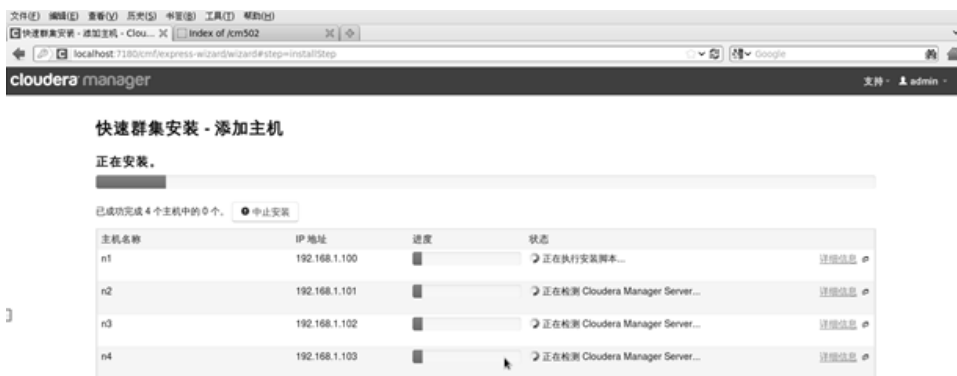 文件(F) 编辑(E) 查看(V) 历史(S) 书签(B) 工具(T) 帮助(H)
快速群集安装 - 添加主机 - Clou... Index of /cm502
localhost:7180/cmf/express-wizard/wizard#step=installStep Google
cloudera manager 支持 admin
快速群集安装 - 添加主机
正在安装。
已成功完成 4 个主机中的 0 个。 中止安装
主机名称 IP 地址 进度 状态
n1 192.168.1.100 正在执行安装脚本... 详细信息
n2 192.168.1.101 正在检测 Cloudera Manager Server... 详细信息
n3 192.168.1.102 正在检测 Cloudera Manager Server... 详细信息
n4 192.168.1.103 正在检测 Cloudera Manager Server... 详细信息